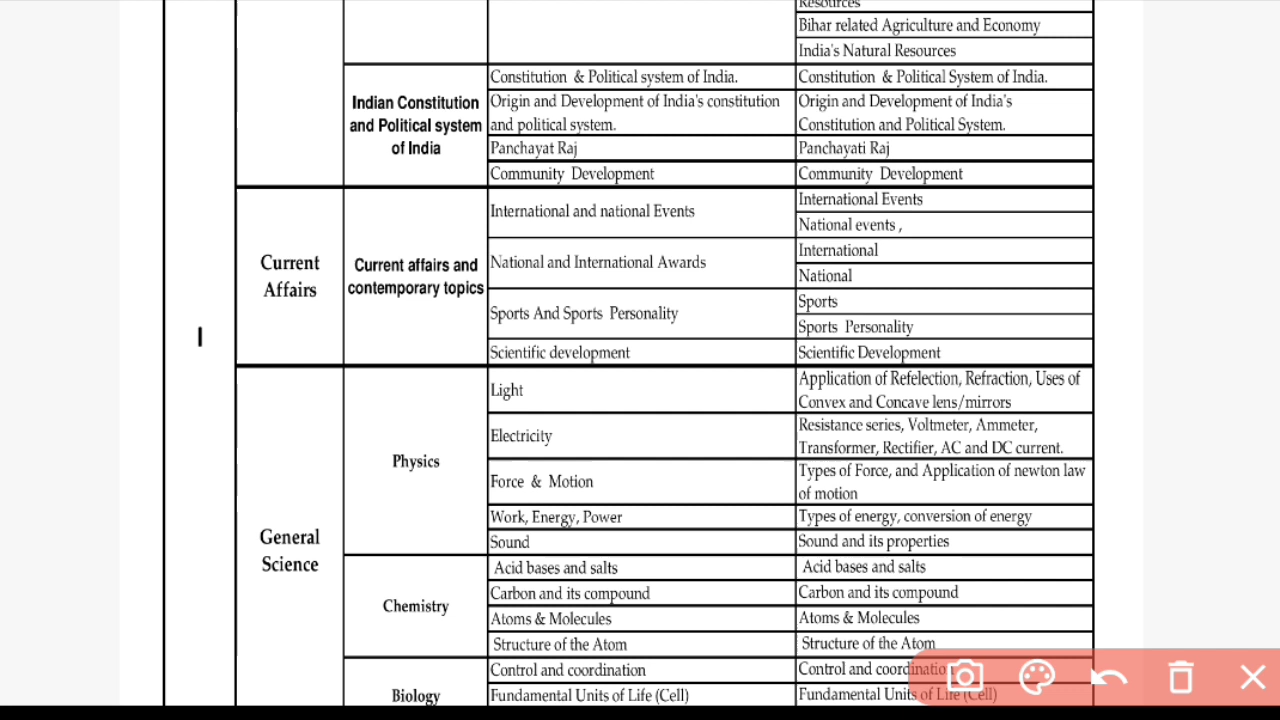 Resources
Bihar related Agriculture and Economy
India's Natural Resources
Indian Constitution
and Political system
of India
Constitution & Political system of India.
Constitution & Political System of India.
Origin and Development of India's constitution
and political system.
Origin and Development of India's
Constitution and Political System.
Panchayat Raj
Panchayati Raj
Community Development
Community Development
I
Current
Affairs
Current affairs and
contemporary topics
International and national Events
International Events
National events ,
National and International Awards
International
National
Sports And Sports Personality
Sports
Sports Personality
Scientific development
Scientific Development
General
Science
Physics
Light
Application of Refelection, Refraction, Uses of
Convex and Concave lens/mirrors
Electricity
Resistance series, Voltmeter, Ammeter,
Transformer, Rectifier, AC and DC current.
Force & Motion
Types of Force, and Application of newton law
of motion
Work, Energy, Power
Types of energy, conversion of energy
Sound
Sound and its properties
Chemistry
Acid bases and salts
Acid bases and salts
Carbon and its compound
Carbon and its compound
Atoms & Molecules
Atoms & Molecules
Structure of the Atom
Structure of the Atom
Biology
Control and coordination
Control and coordination
Fundamental Units of Life (Cell)
Fundamental Units of Life (Cell)